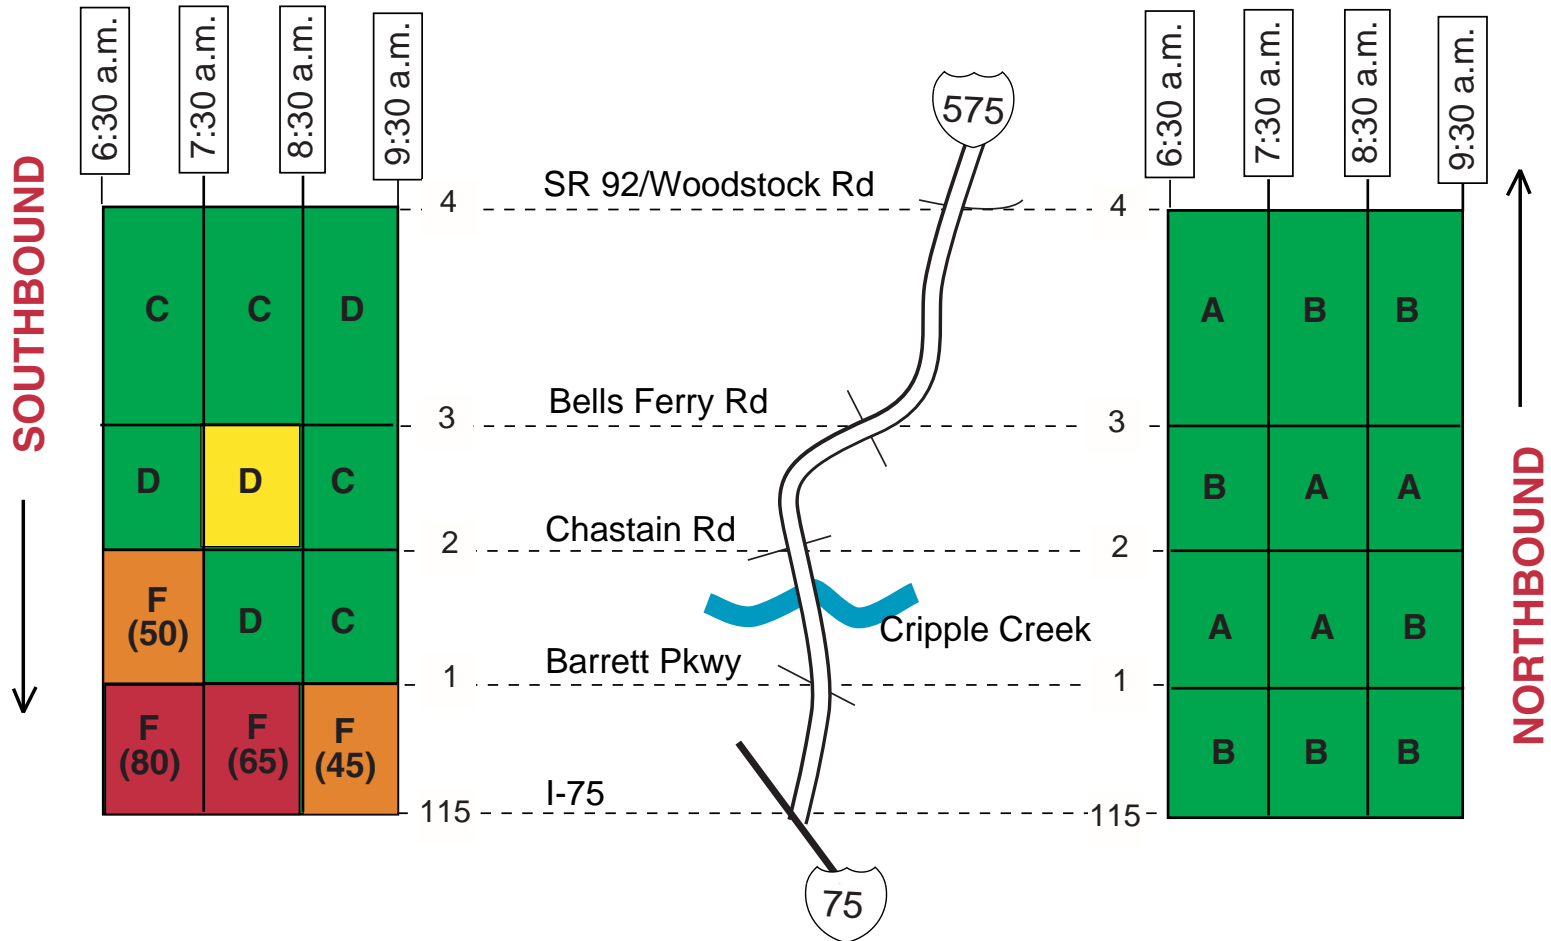 6:30 a.m.
7:30 a.m.
8:30 a.m.
9:30 a.m.
6:30 a.m.
7:30 a.m.
8:30 a.m.
9:30 a.m.
575
SOUTHBOUND
NORTHBOUND
4 SR 92/Woodstock Rd 4
C C D
A B B
3 Bells Ferry Rd 3
D D C
B A A
2 Chastain Rd 2
F
(50)
D C
A A B
Cripple Creek
1 Barrett Pkwy 1
F
(80)
F
(65)
F
(45)
B B B
115 I-75 115
75